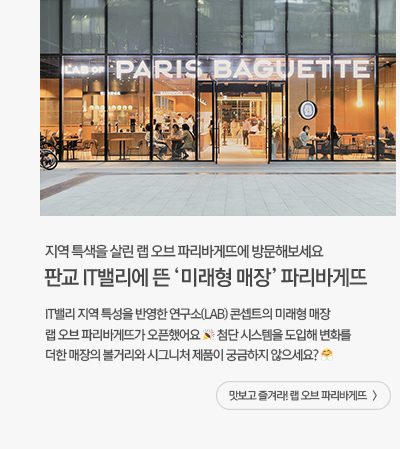 LAB OF PARIS BAGUETTE
지역 특색을 살린 랩 오브 파리바게뜨에 방문해보세요
판교 IT밸리에 뜬 ‘미래형 매장’ 파리바게뜨
IT밸리 지역 특성을 반영한 연구소(LAB) 콘셉트의 미래형 매장
랩 오브 파리바게뜨가 오픈했어요 🎉 첨단 시스템을 도입해 변화를
더한 매장의 볼거리와 시그니처 제품이 궁금하지 않으세요? 🤗
맛보고 즐겨라! 랩 오브 파리바게뜨 >